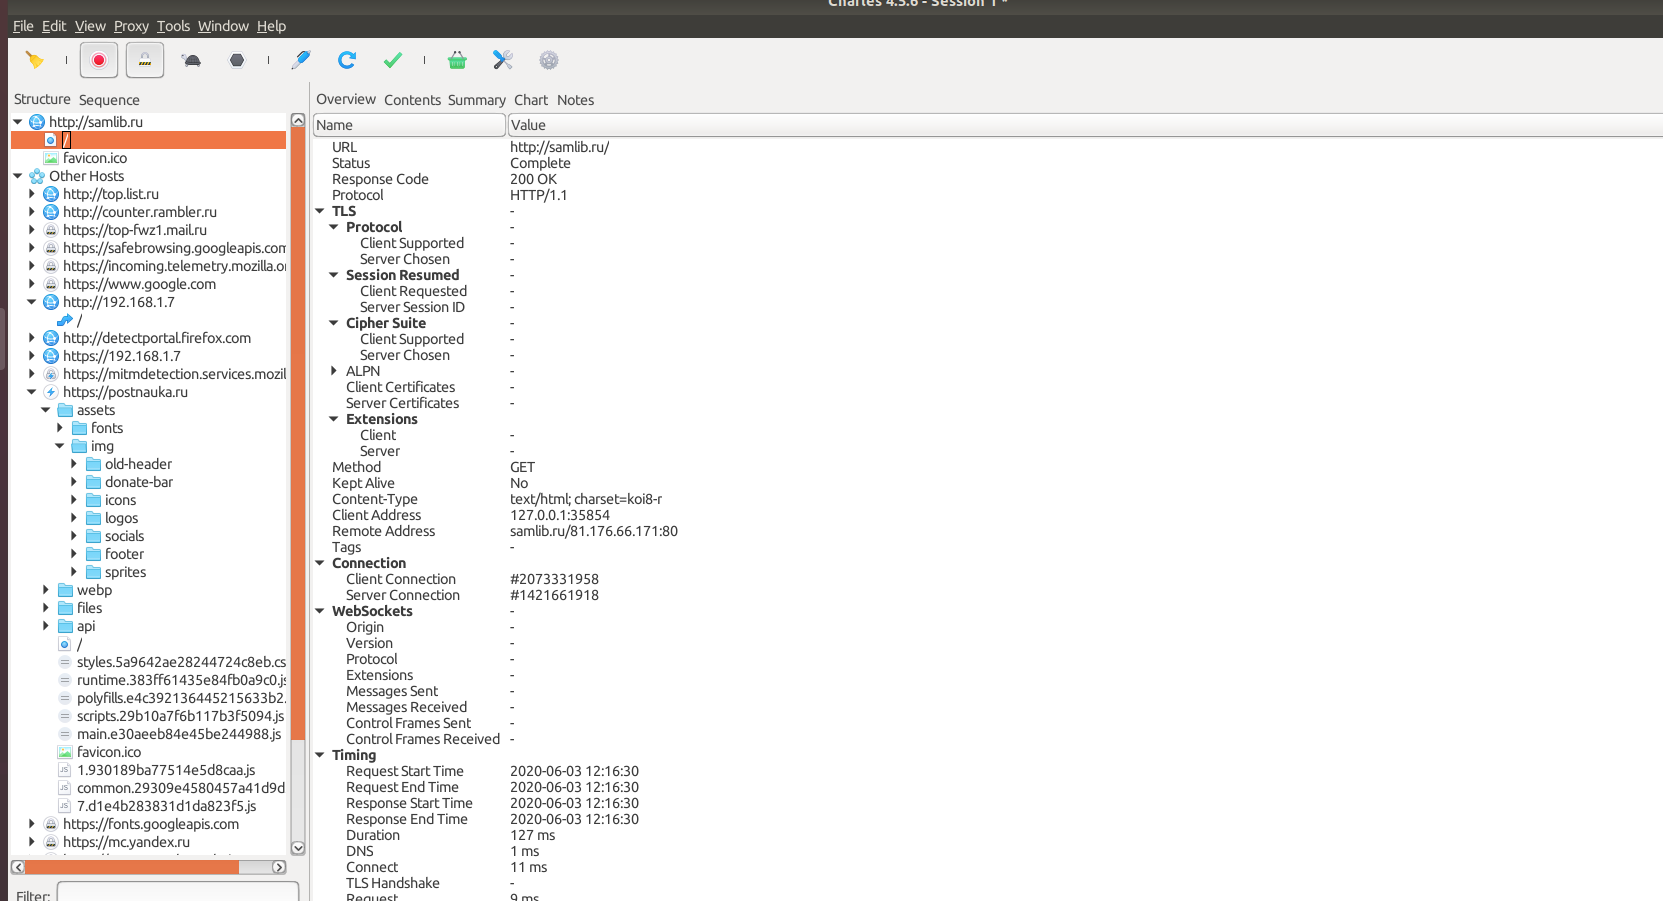 Charles 4.5.6 - Session 1 *
File Edit View Proxy Tools Window Help
Structure Sequence
http://samlib.ru
/
favicon.ico
Other Hosts
http://top.list.ru
http://counter.rambler.ru
https://top-fwz1.mail.ru
https://safebrowsing.googleapis.com
https://incoming.telemetry.mozilla.o
https://www.google.com
http://192.168.1.7
/
http://detectportal.firefox.com
https://192.168.1.7
https://mitmdetection.services.mozil
https://postnauka.ru
assets
fonts
img
old-header
donate-bar
icons
logos
socials
footer
sprites
webp
files
api
/
styles.5a9642ae28244724c8eb.cs
runtime.383ff61435e84fb0a9c0.js
polyfills.e4c392136445215633b2.
scripts.29b10a7f6b117b3f5094.js
main.e30aeeb84e45be244988.js
favicon.ico
1.930189ba77514e5d8caa.js
common.29309e4580457a41d9d
7.d1e4b283831d1da823f5.js
https://fonts.googleapis.com
https://mc.yandex.ru
Filter:
Overview Contents Summary Chart Notes
Name Value
URL http://samlib.ru/
Status Complete
Response Code 200 OK
Protocol HTTP/1.1
TLS -
Protocol -
Client Supported -
Server Chosen -
Session Resumed -
Client Requested -
Server Session ID -
Cipher Suite -
Client Supported -
Server Chosen -
ALPN -
Client Certificates -
Server Certificates -
Extensions -
Client -
Server -
Method GET
Kept Alive No
Content-Type text/html; charset=koi8-r
Client Address 127.0.0.1:35854
Remote Address samlib.ru/81.176.66.171:80
Tags -
Connection
Client Connection #2073331958
Server Connection #1421661918
WebSockets -
Origin -
Version -
Protocol -
Extensions -
Messages Sent -
Messages Received -
Control Frames Sent -
Control Frames Received -
Timing
Request Start Time 2020-06-03 12:16:30
Request End Time 2020-06-03 12:16:30
Response Start Time 2020-06-03 12:16:30
Response End Time 2020-06-03 12:16:30
Duration 127 ms
DNS 1 ms
Connect 11 ms
TLS Handshake -
Request 9 ms